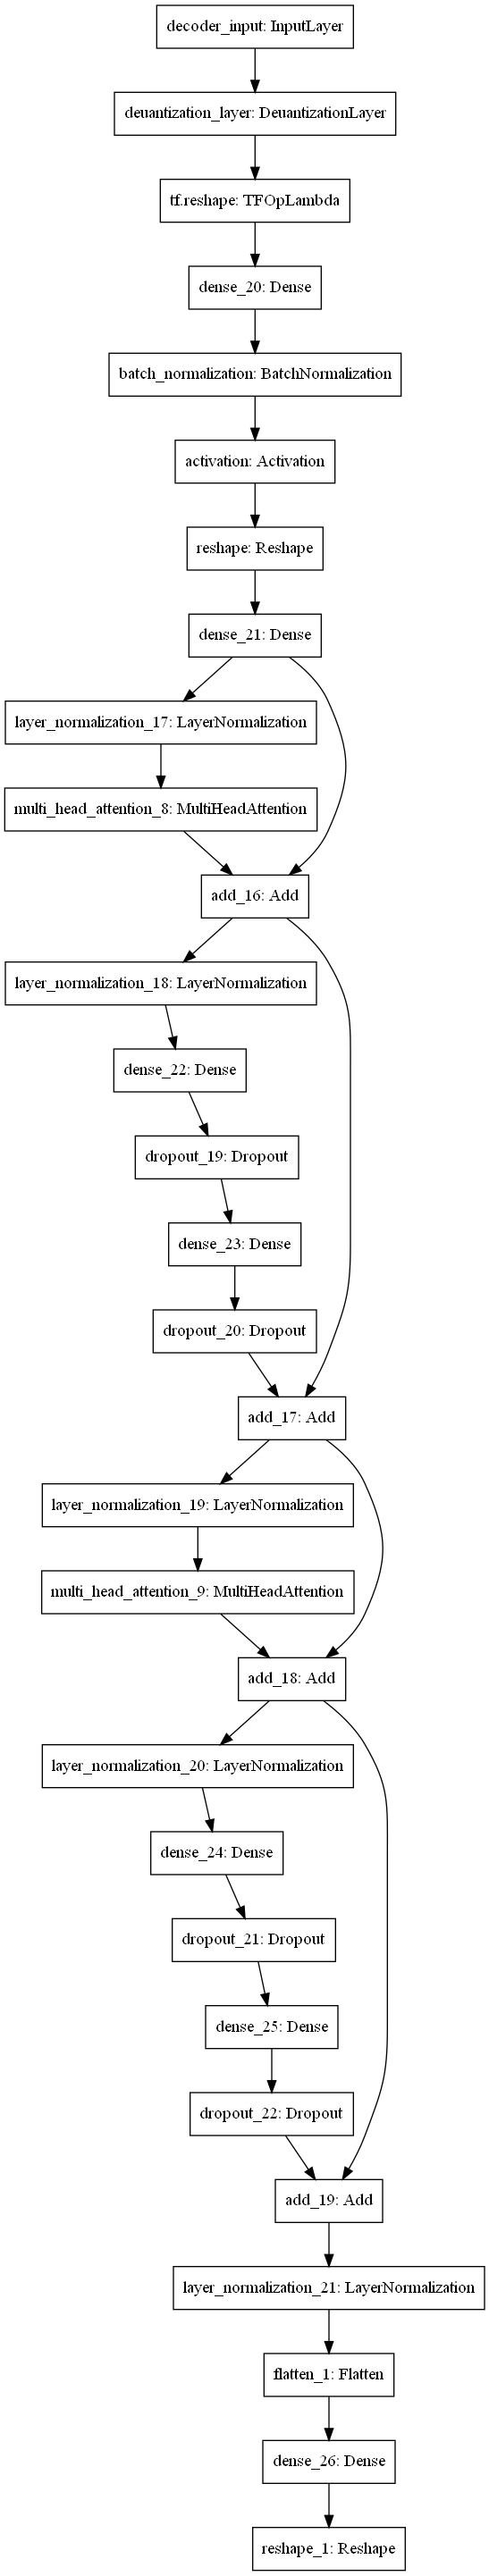 decoder_input: InputLayer
deuantization_layer: DeuantizationLayer
tf.reshape: TFOpLambda
dense_20: Dense
batch_normalization: BatchNormalization
activation: Activation
reshape: Reshape
dense_21: Dense
layer_normalization_17: LayerNormalization
multi_head_attention_8: MultiHeadAttention
add_16: Add
layer_normalization_18: LayerNormalization
dense_22: Dense
dropout_19: Dropout
dense_23: Dense
dropout_20: Dropout
add_17: Add
layer_normalization_19: LayerNormalization
multi_head_attention_9: MultiHeadAttention
add_18: Add
layer_normalization_20: LayerNormalization
dense_24: Dense
dropout_21: Dropout
dense_25: Dense
dropout_22: Dropout
add_19: Add
layer_normalization_21: LayerNormalization
flatten_1: Flatten
dense_26: Dense
reshape_1: Reshape